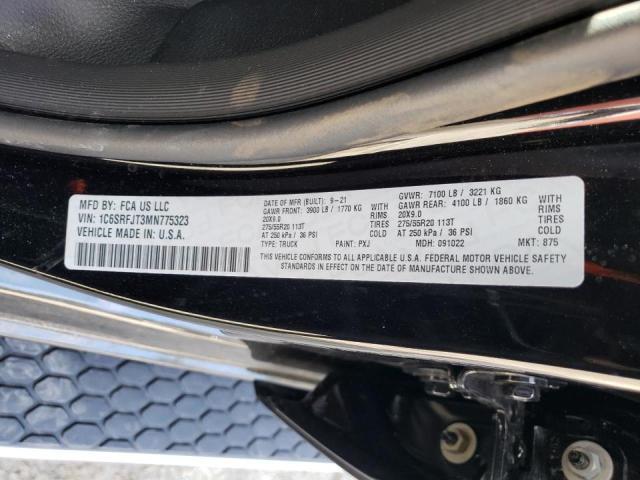 MFD BY: FCA US LLC
VIN: 1C6SRFJT3MN775323
VEHICLE MADE IN: U.S.A.
DATE OF MFR (BUILT): 9-21
GAWR FRONT: 3900 LB / 1770 KG
20X9.0 RIMS
275/55R20 113T TIRES
AT 250 kPa / 36 PSI COLD
GVWR: 7100 LB / 3221 KG
GAWR REAR: 4100 LB / 1860 KG
20X9.0 RIMS
275/55R20 113T TIRES
AT 250 kPa / 36 PSI COLD
TYPE: TRUCK PAINT: PXJ MDH: 091022 MKT: 875
THIS VEHICLE CONFORMS TO ALL APPLICABLE U.S.A. FEDERAL MOTOR VEHICLE SAFETY
STANDARDS IN EFFECT ON THE DATE OF MANUFACTURE SHOWN ABOVE.